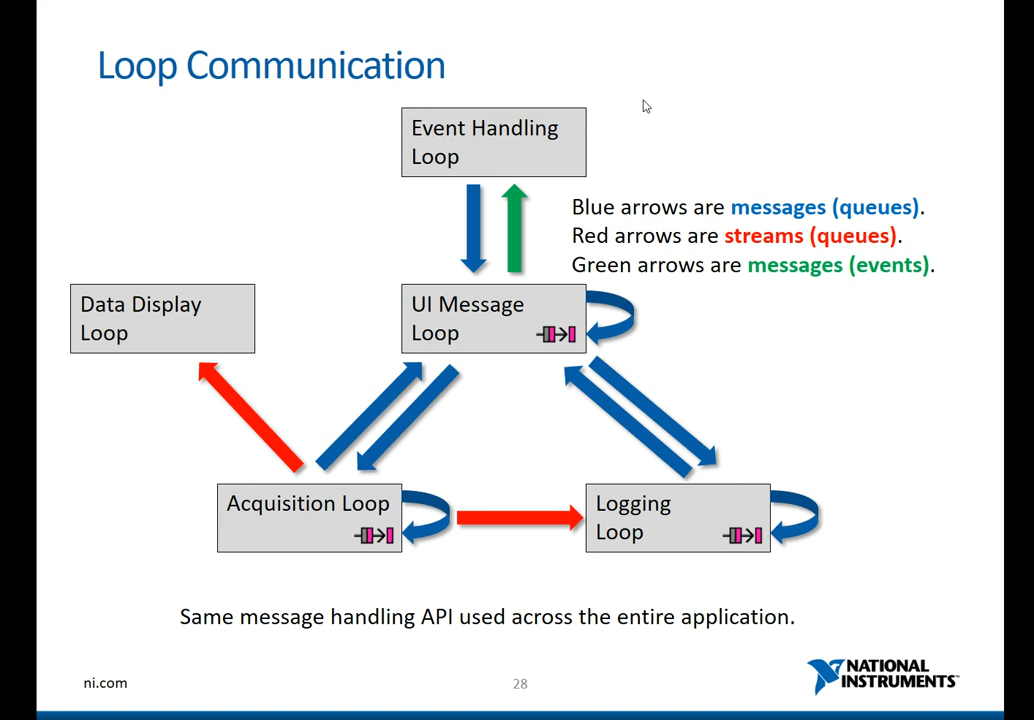 Loop Communication
Event Handling
Loop
Blue arrows are messages (queues).
Red arrows are streams (queues).
Green arrows are messages (events).
Data Display
Loop
UI Message
Loop
Acquisition Loop
Logging
Loop
Same message handling API used across the entire application.
ni.com
28
NATIONAL
INSTRUMENTS™